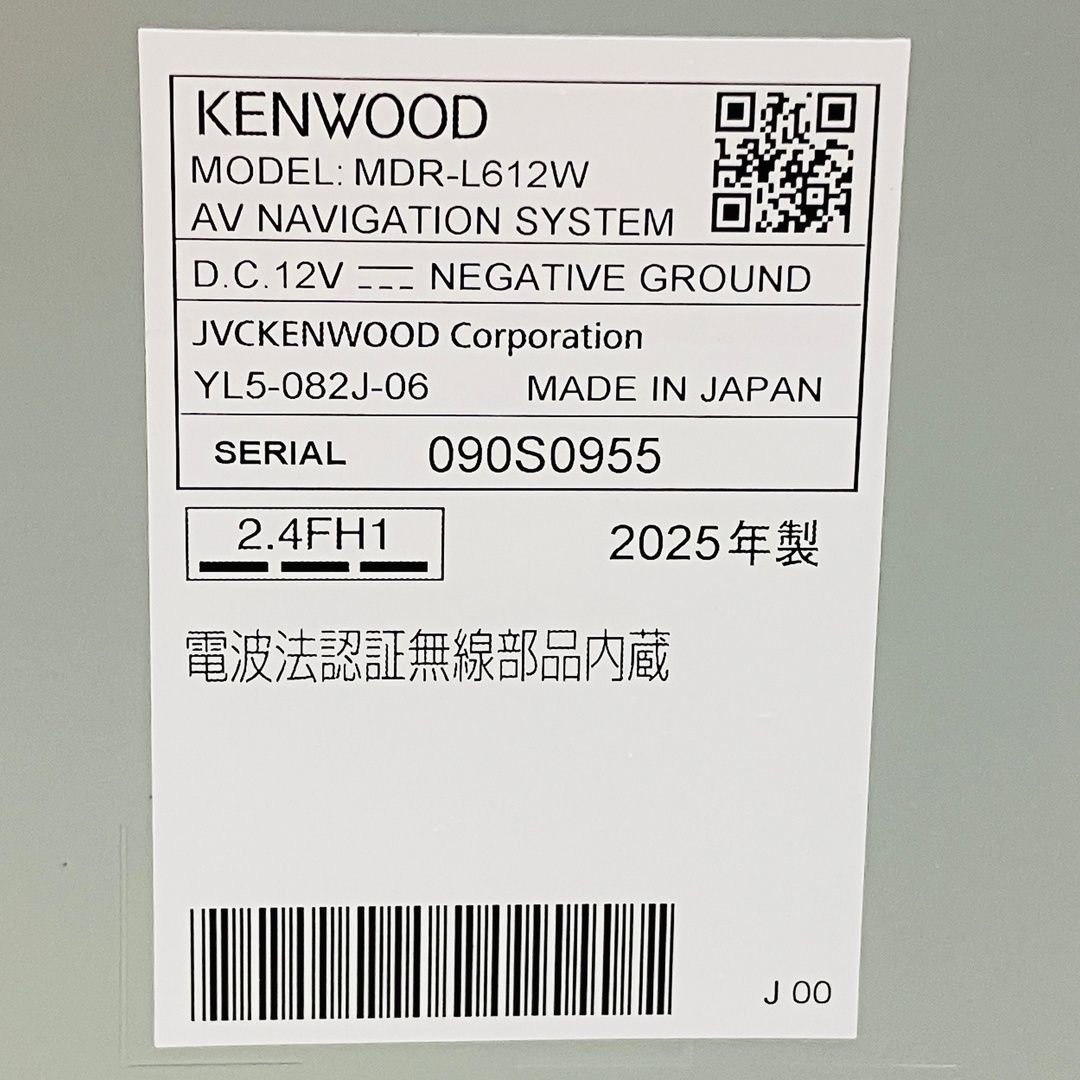 KENWOOD
MODEL: MDR-L612W
AV NAVIGATION SYSTEM
D.C.12V NEGATIVE GROUND
JVCKENWOOD Corporation
YL5-082J-06 MADE IN JAPAN
SERIAL 090S0955
2.4FH1 2025年製
電波法認証無線部品内蔵
J 00